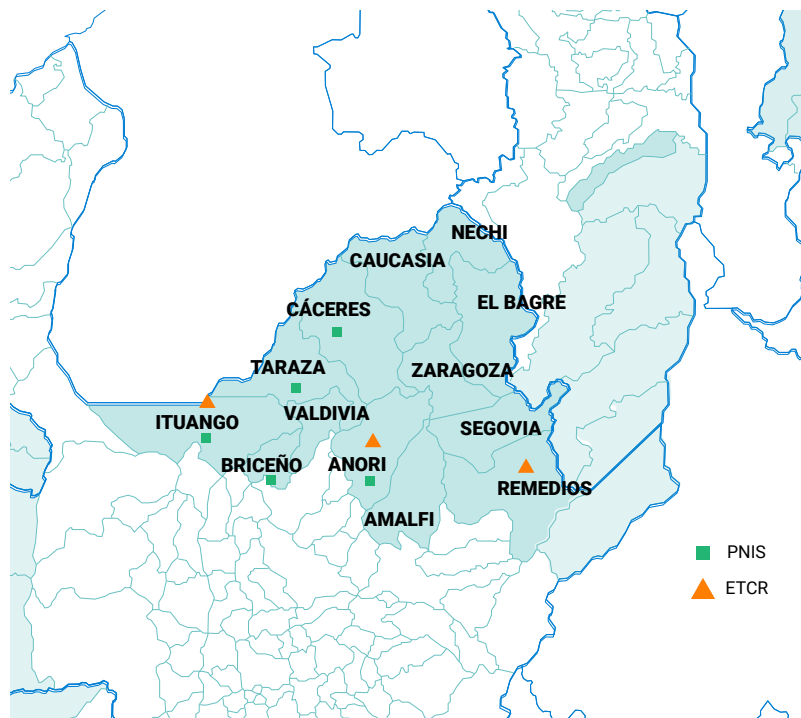 NECHI
CAUCASIA
EL BAGRE
CÁCERES
TARAZA
ZARAGOZA
ITUANGO
VALDIVIA
SEGOVIA
BRICEÑO
ANORI
REMEDIOS
AMALFI
PNIS
ETCR